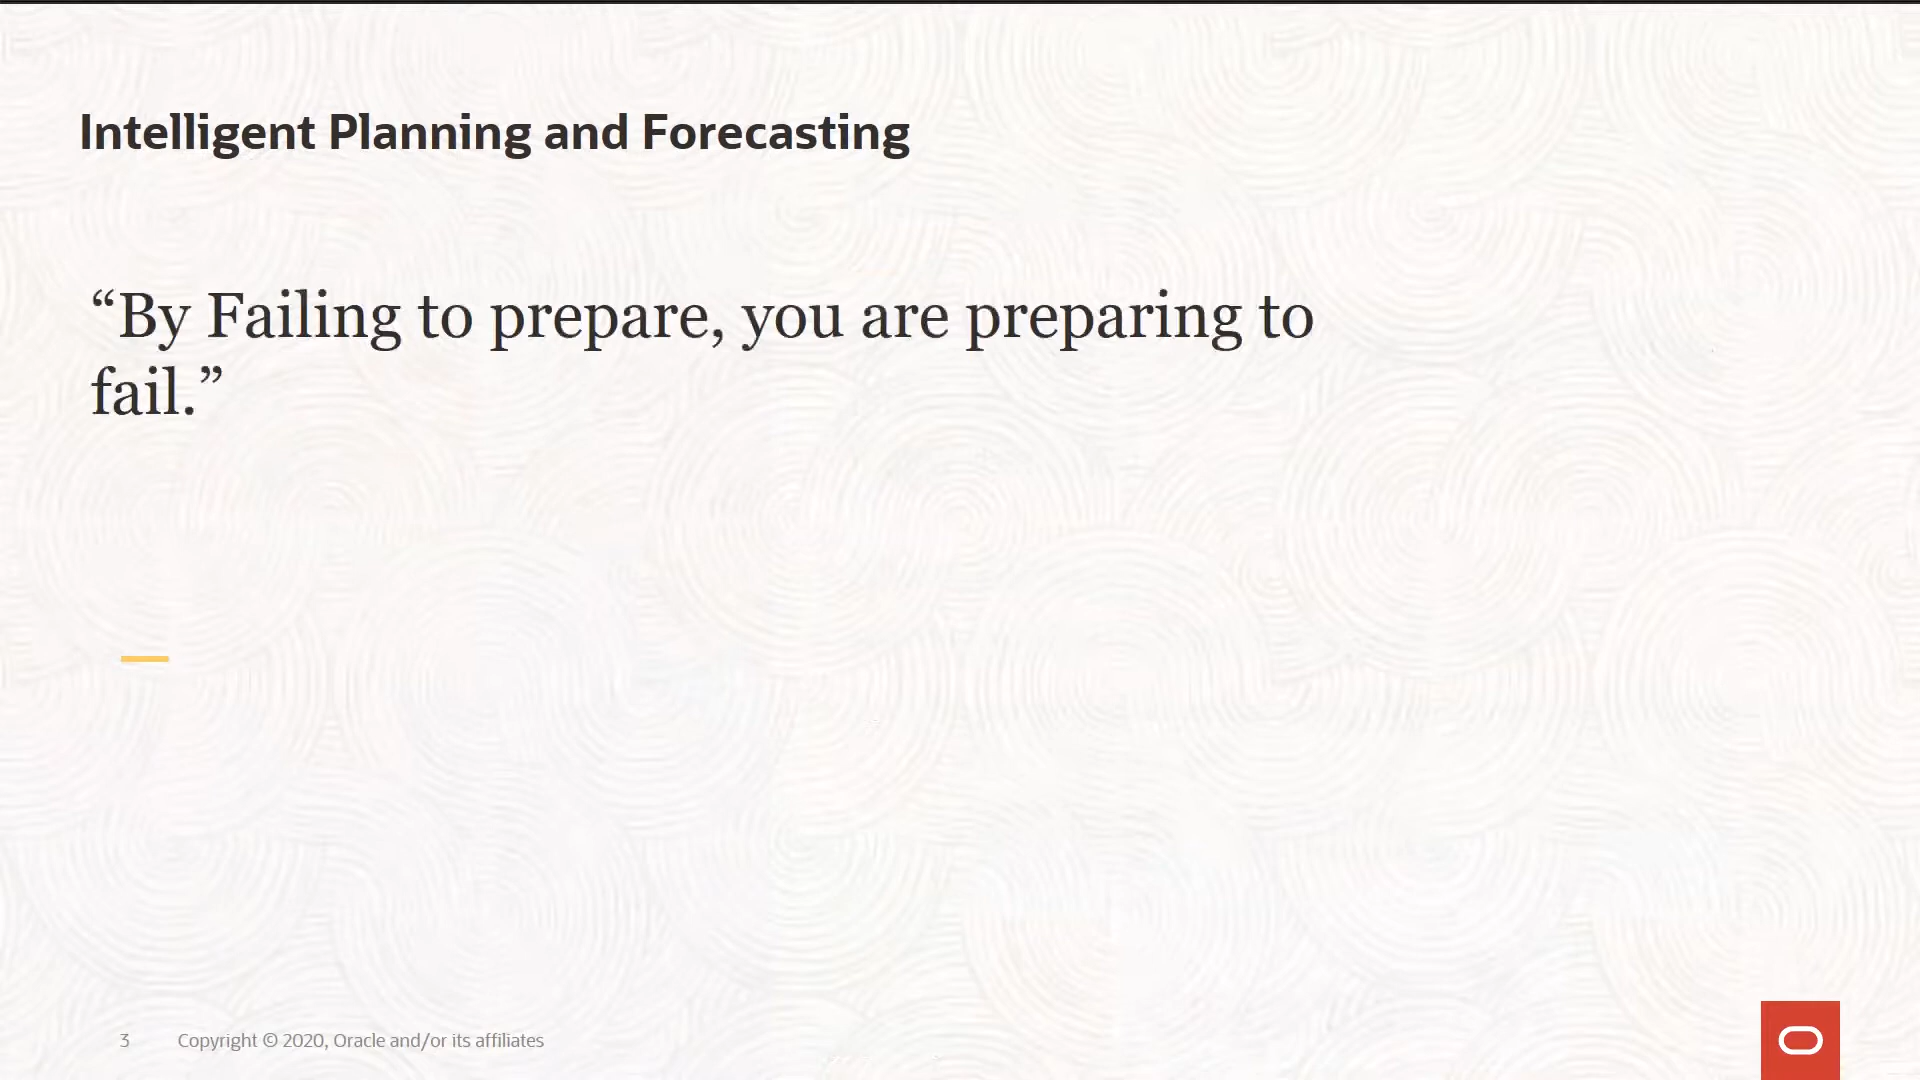 Intelligent Planning and Forecasting
“By Failing to prepare, you are preparing to
fail.”
3 Copyright © 2020, Oracle and/or its affiliates